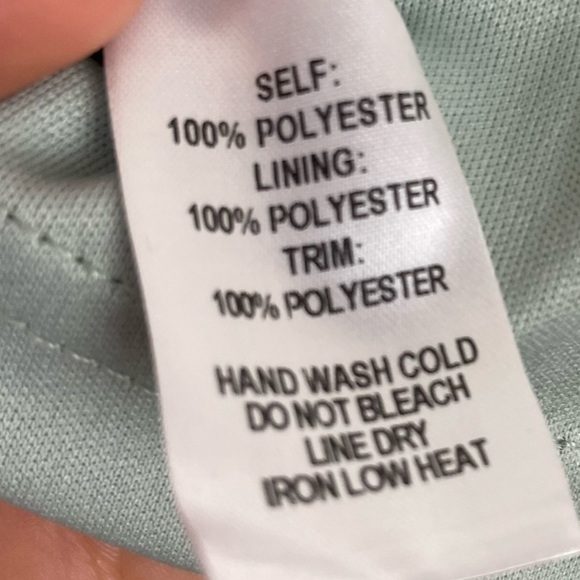 SELF:
100% POLYESTER
LINING:
100% POLYESTER
TRIM:
100% POLYESTER
HAND WASH COLD
DO NOT BLEACH
LINE DRY
IRON LOW HEAT